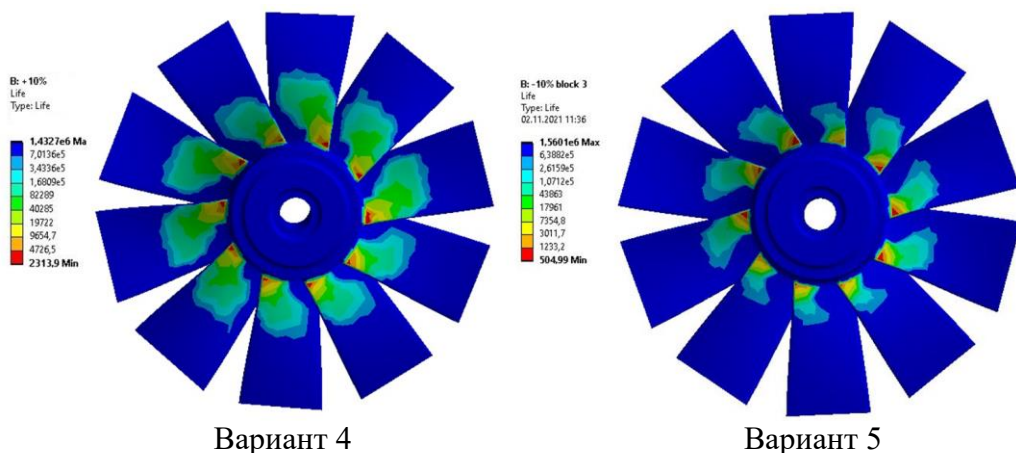 B: +10%
Life
Type: Life
1,4327e6 Ma
7,0136e5
3,4336e5
1,6809e5
82289
40285
19722
9654,7
4726,5
2313,9 Min
Вариант 4
B: -10% block 3
Life
Type: Life
02.11.2021 11:36
1,5601e6 Max
6,3882e5
2,6159e5
1,0712e5
43863
17961
7354,8
3011,7
1233,2
504,99 Min
Вариант 5